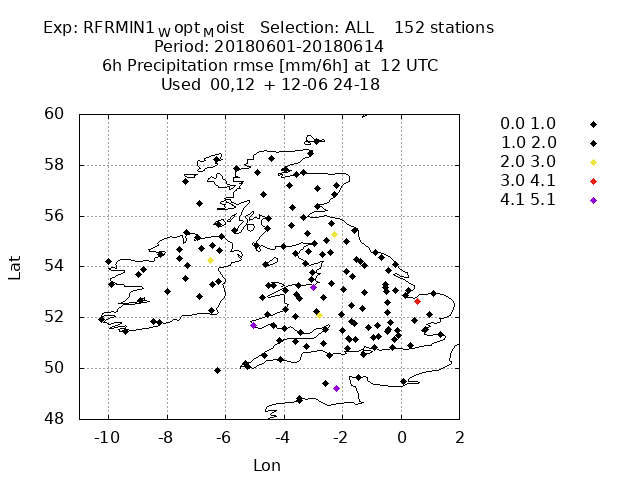 Exp: RFRMIN1WoptMoist Selection: ALL 152 stations
Period: 20180601-20180614
6h Precipitation rmse [mm/6h] at 12 UTC
Used 00,12 + 12-06 24-18
0.0 1.0
1.0 2.0
2.0 3.0
3.0 4.1
4.1 5.1
60
58
56
54
52
50
48
Lat
-10 -8 -6 -4 -2 0 2
Lon